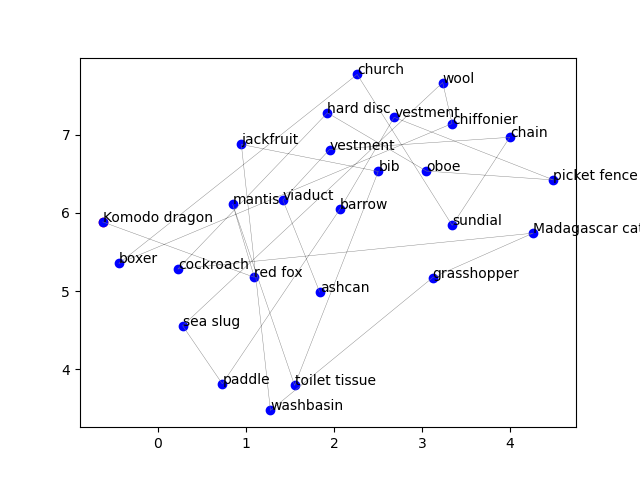 church
wool
hard disc
vestment
chiffonier
chain
7
jackfruit
vestment
bib
oboe
picket fence
mantis
viaduct
barrow
6
Komodo dragon
sundial
Madagascar cat
boxer
cockroach
red fox
grasshopper
5
ashcan
sea slug
4
paddle
toilet tissue
washbasin
0 1 2 3 4